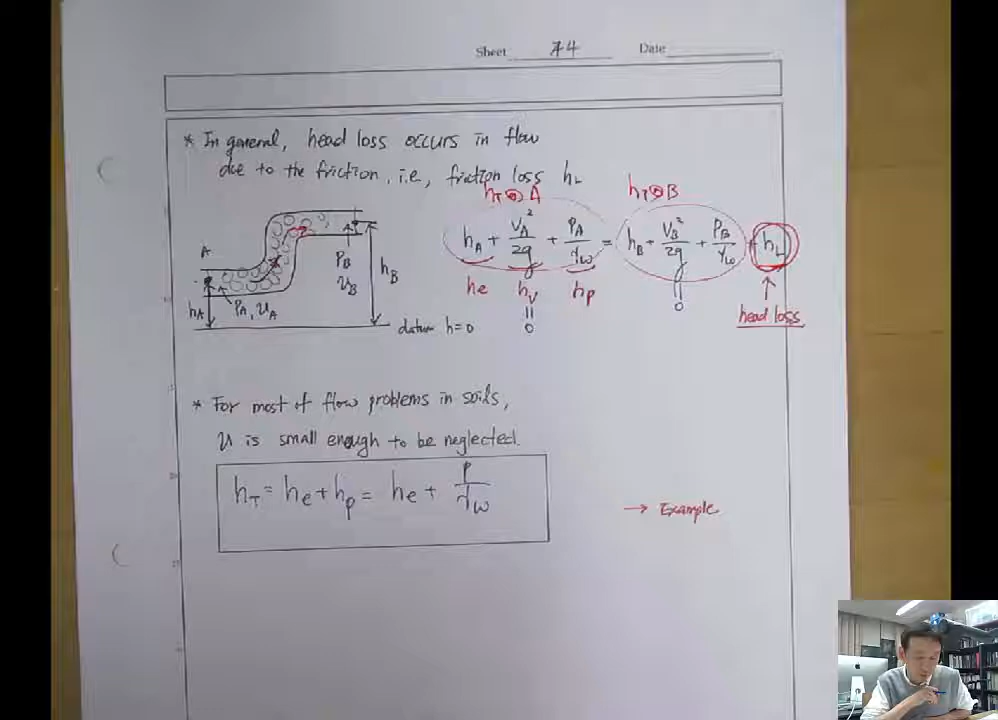 Sheet 74 Date
* In general, head loss occurs in flow
due to the friction, i.e., friction loss hL
hT @ A hT @ B
hA + vA²/2g + PA/γw = hB + vB²/2g + PB/γw + hL
he hv hp
0 0
head loss
A
hA
PA, vA
PB
vB
hB
datum h=0
* For most of flow problems in soils,
v is small enough to be neglected.
hT = he + hp = he + P/γw
→ Example